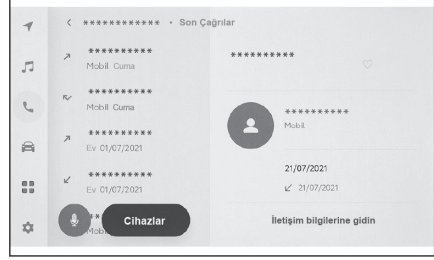 ************ • Son Çağrılar
**********
Mobil Cuma
**********
Mobil Cuma
**********
Ev 01/07/2021
**********
Ev 01/07/2021
**
Mobi
Cihazlar
**********
**********
Mobil
21/07/2021
21/07/2021
İletişim bilgilerine gidin